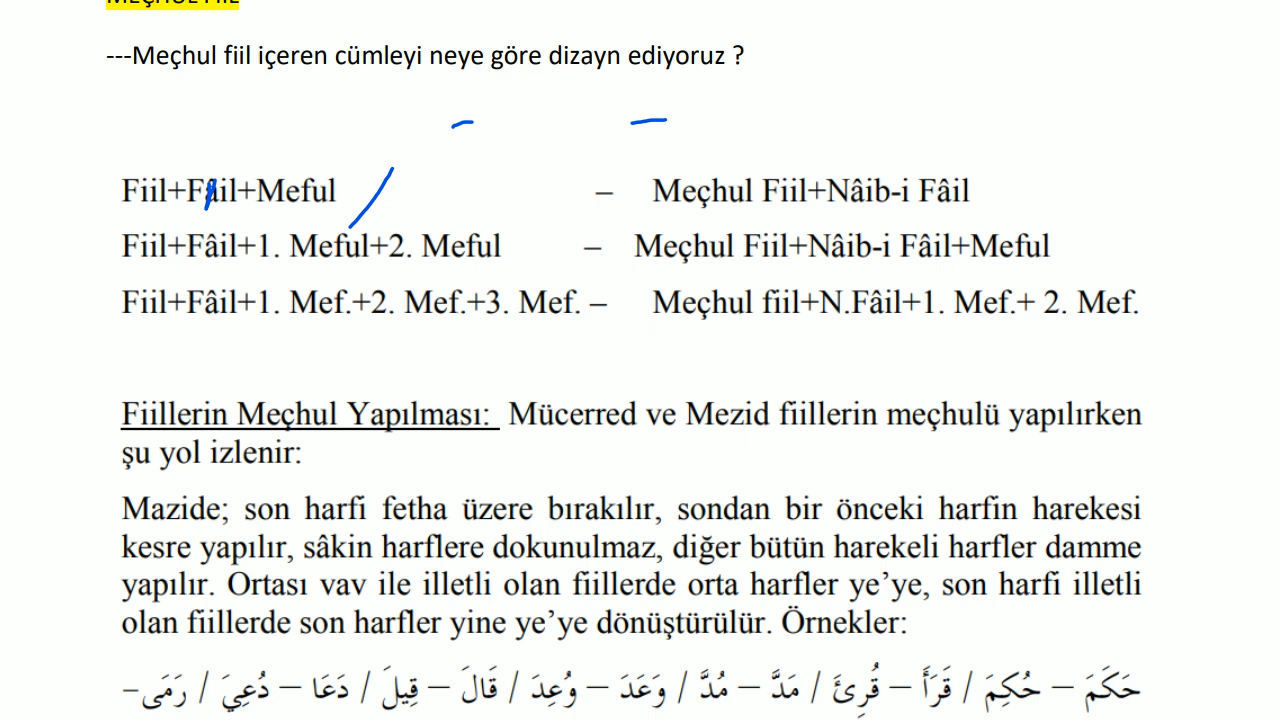 MEÇHUL FİİL
---Meçhul fiil içeren cümleyi neye göre dizayn ediyoruz ?
Fiil+Fâil+Meful – Meçhul Fiil+Nâib-i Fâil
Fiil+Fâil+1. Meful+2. Meful – Meçhul Fiil+Nâib-i Fâil+Meful
Fiil+Fâil+1. Mef.+2. Mef.+3. Mef. – Meçhul fiil+N.Fâil+1. Mef.+ 2. Mef.
Fiillerin Meçhul Yapılması: Mücerred ve Mezid fiillerin meçhulü yapılırken
şu yol izlenir:
Mazide; son harfi fetha üzere bırakılır, sondan bir önceki harfin harekesi
kesre yapılır, sâkin harflere dokunulmaz, diğer bütün harekeli harfler damme
yapılır. Ortası vav ile illetli olan fiillerde orta harfler ye’ye, son harfi illetli
olan fiillerde son harfler yine ye’ye dönüştürülür. Örnekler:
حَكَمَ – حُكِمَ / قَرَأَ – قُرِئَ / مَدَّ – مُدَّ / وَعَدَ – وُعِدَ / قَالَ – قِيلَ / دَعَا – دُعِيَ / رَمَى–